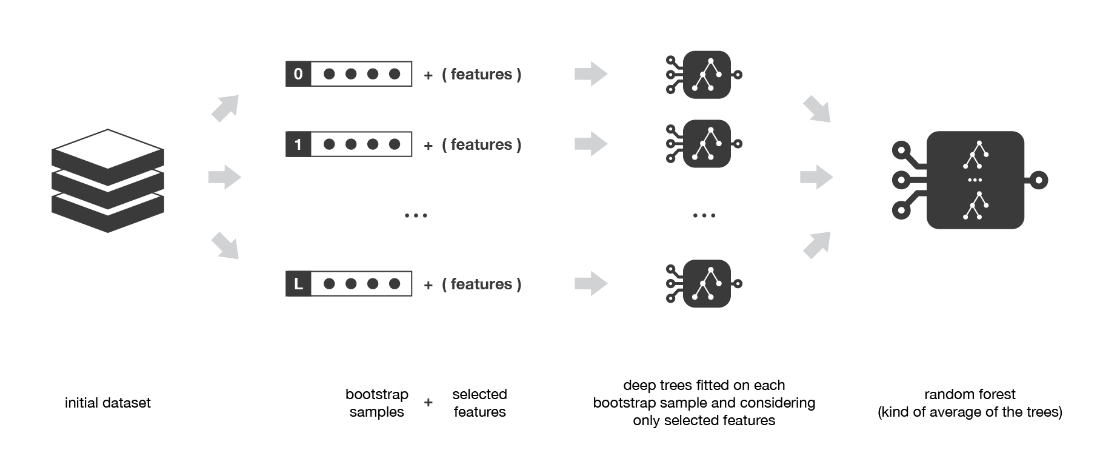 0 + ( features )
1 + ( features )
...
...
...
L + ( features )
initial dataset
bootstrap samples + selected features
deep trees fitted on each
bootstrap sample and considering
only selected features
random forest
(kind of average of the trees)